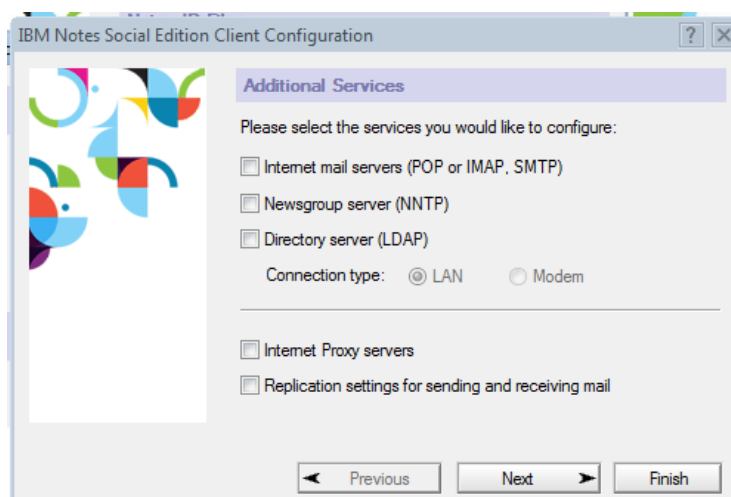 IBM Notes Social Edition Client Configuration
?
Additional Services
Please select the services you would like to configure:
Internet mail servers (POP or IMAP, SMTP)
Newsgroup server (NNTP)
Directory server (LDAP)
Connection type: LAN Modem
Internet Proxy servers
Replication settings for sending and receiving mail
Previous Next Finish